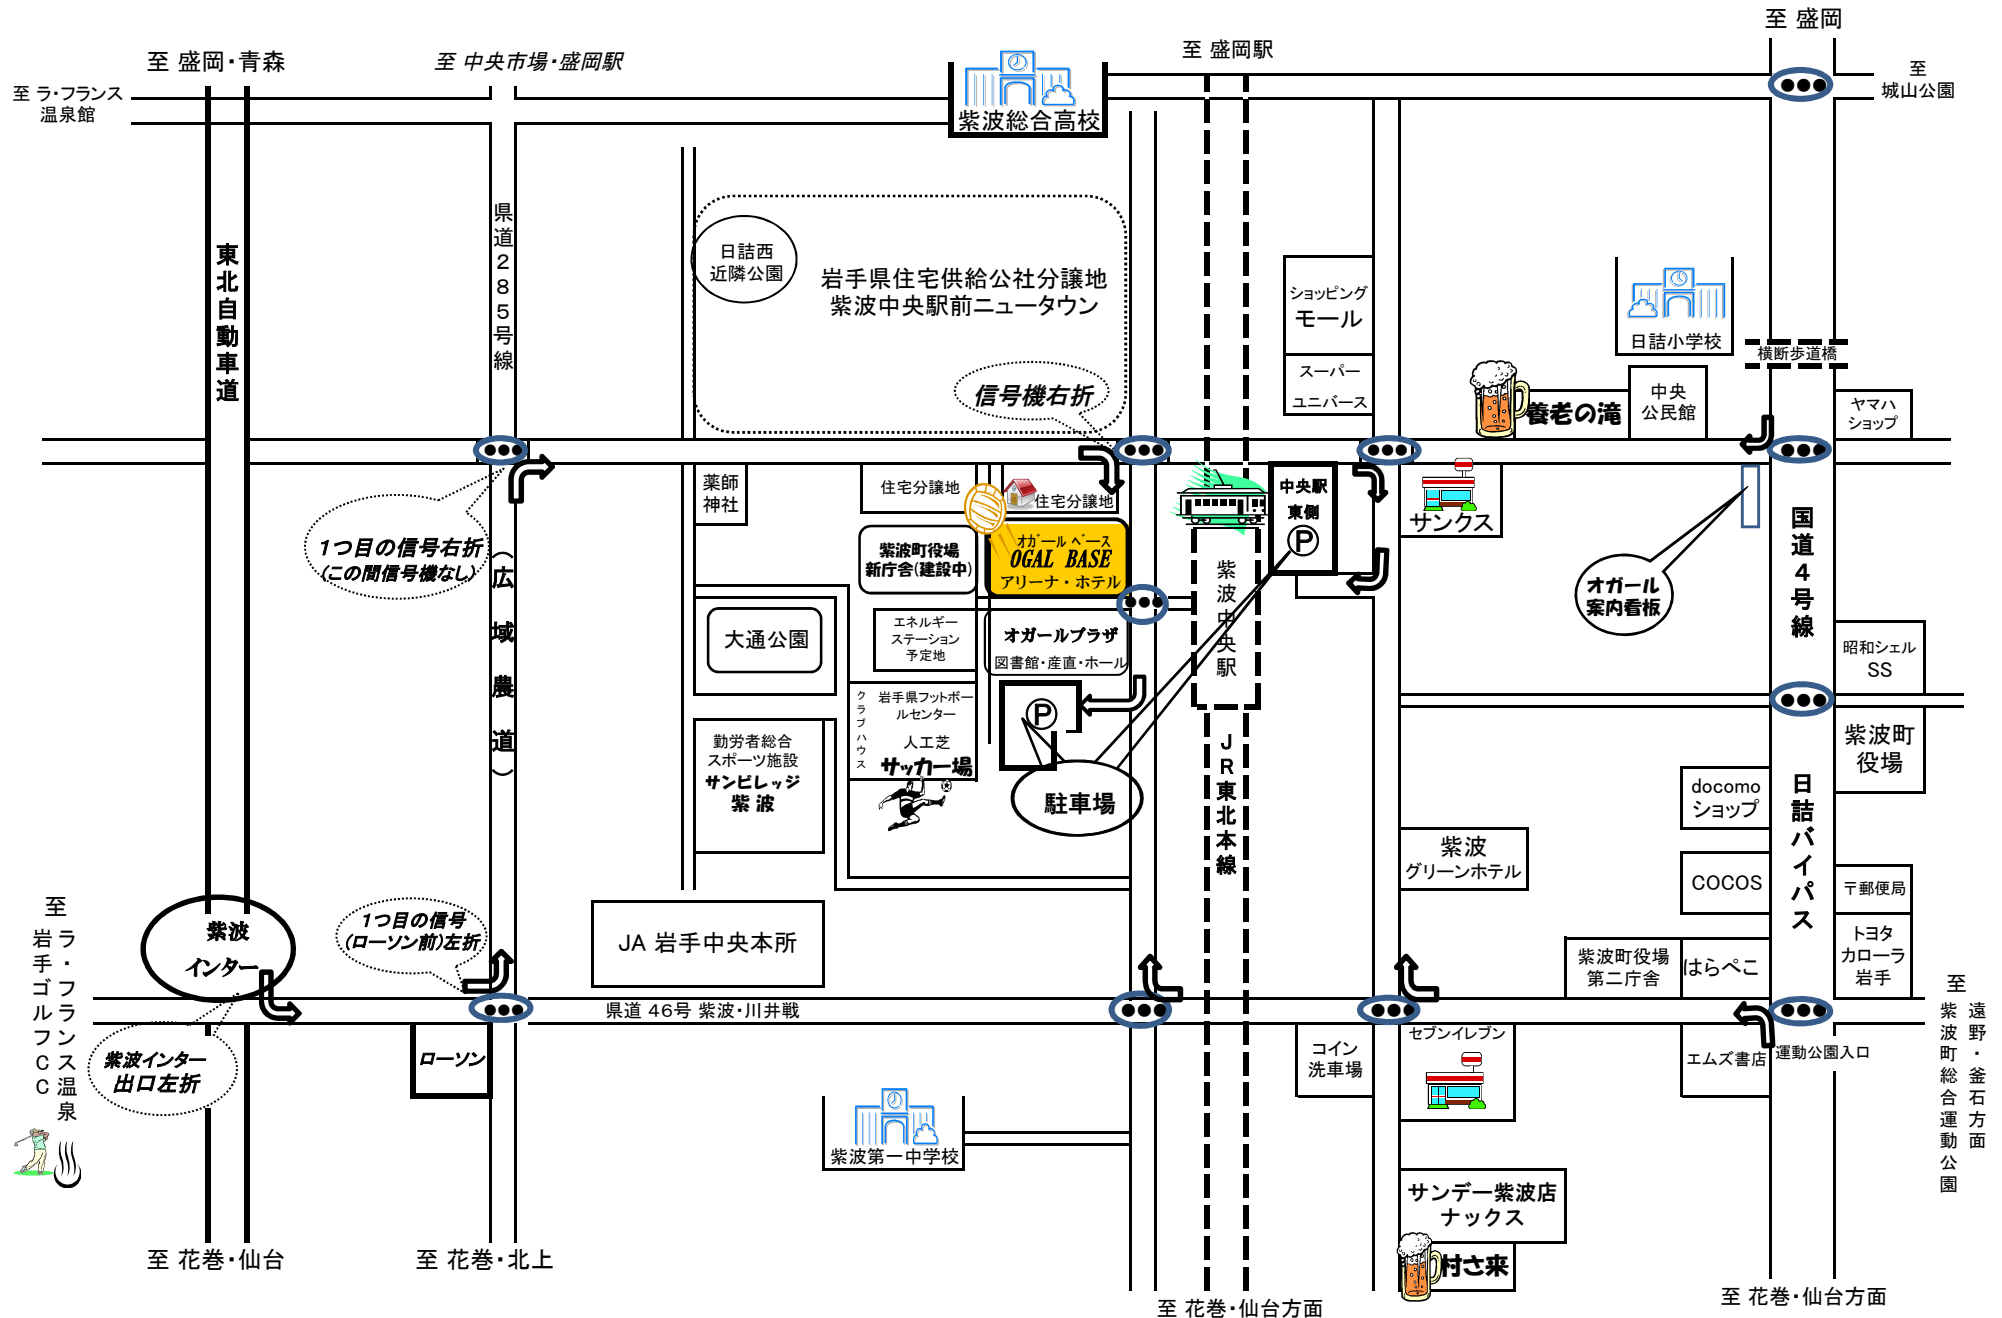 至 盛岡・青森
至 中央市場・盛岡駅
至 盛岡駅
至 盛岡
至 ラ・フランス
温泉館
紫波総合高校
至
城山公園
東北自動車道
県道285号線
日詰西
近隣公園
岩手県住宅供給公社分譲地
紫波中央駅前ニュータウン
信号機右折
ショッピング
モール
スーパー
ユニバース
日詰小学校
横断歩道橋
養老の滝
中央
公民館
ヤマハ
ショップ
薬師
神社
住宅分譲地
住宅分譲地
中央駅
東側
P
サンクス
1つ目の信号右折
(この間信号機なし)
(広域農道)
紫波町役場
新庁舎(建設中)
オガール ベース
OGAL BASE
アリーナ・ホテル
紫波中央駅
オガール
案内看板
国道4号線
大通公園
エネルギー
ステーション
予定地
オガールプラザ
図書館・産直・ホール
昭和シェル
SS
クラブハウス
岩手県フットボー
ルセンター
人工芝
サッカー場
P
駐車場
勤労者総合
スポーツ施設
サンビレッジ
紫 波
JR東北本線
紫波町
役場
docomo
ショップ
日詰バイパス
紫波
グリーンホテル
COCOS
〒郵便局
紫波
インター
1つ目の信号
(ローソン前)左折
JA 岩手中央本所
紫波町役場
第二庁舎
はらぺこ
トヨタ
カローラ
岩手
至
ラ・フランス温泉
岩手ゴルフCC
県道 46号 紫波・川井戦
至
遠野・釜石方面
紫波町総合運動公園
紫波インター
出口左折
ローソン
コイン
洗車場
セブンイレブン
エムズ書店
運動公園入口
紫波第一中学校
サンデー紫波店
ナックス
村さ来
至 花巻・仙台
至 花巻・北上
至 花巻・仙台方面
至 花巻・仙台方面